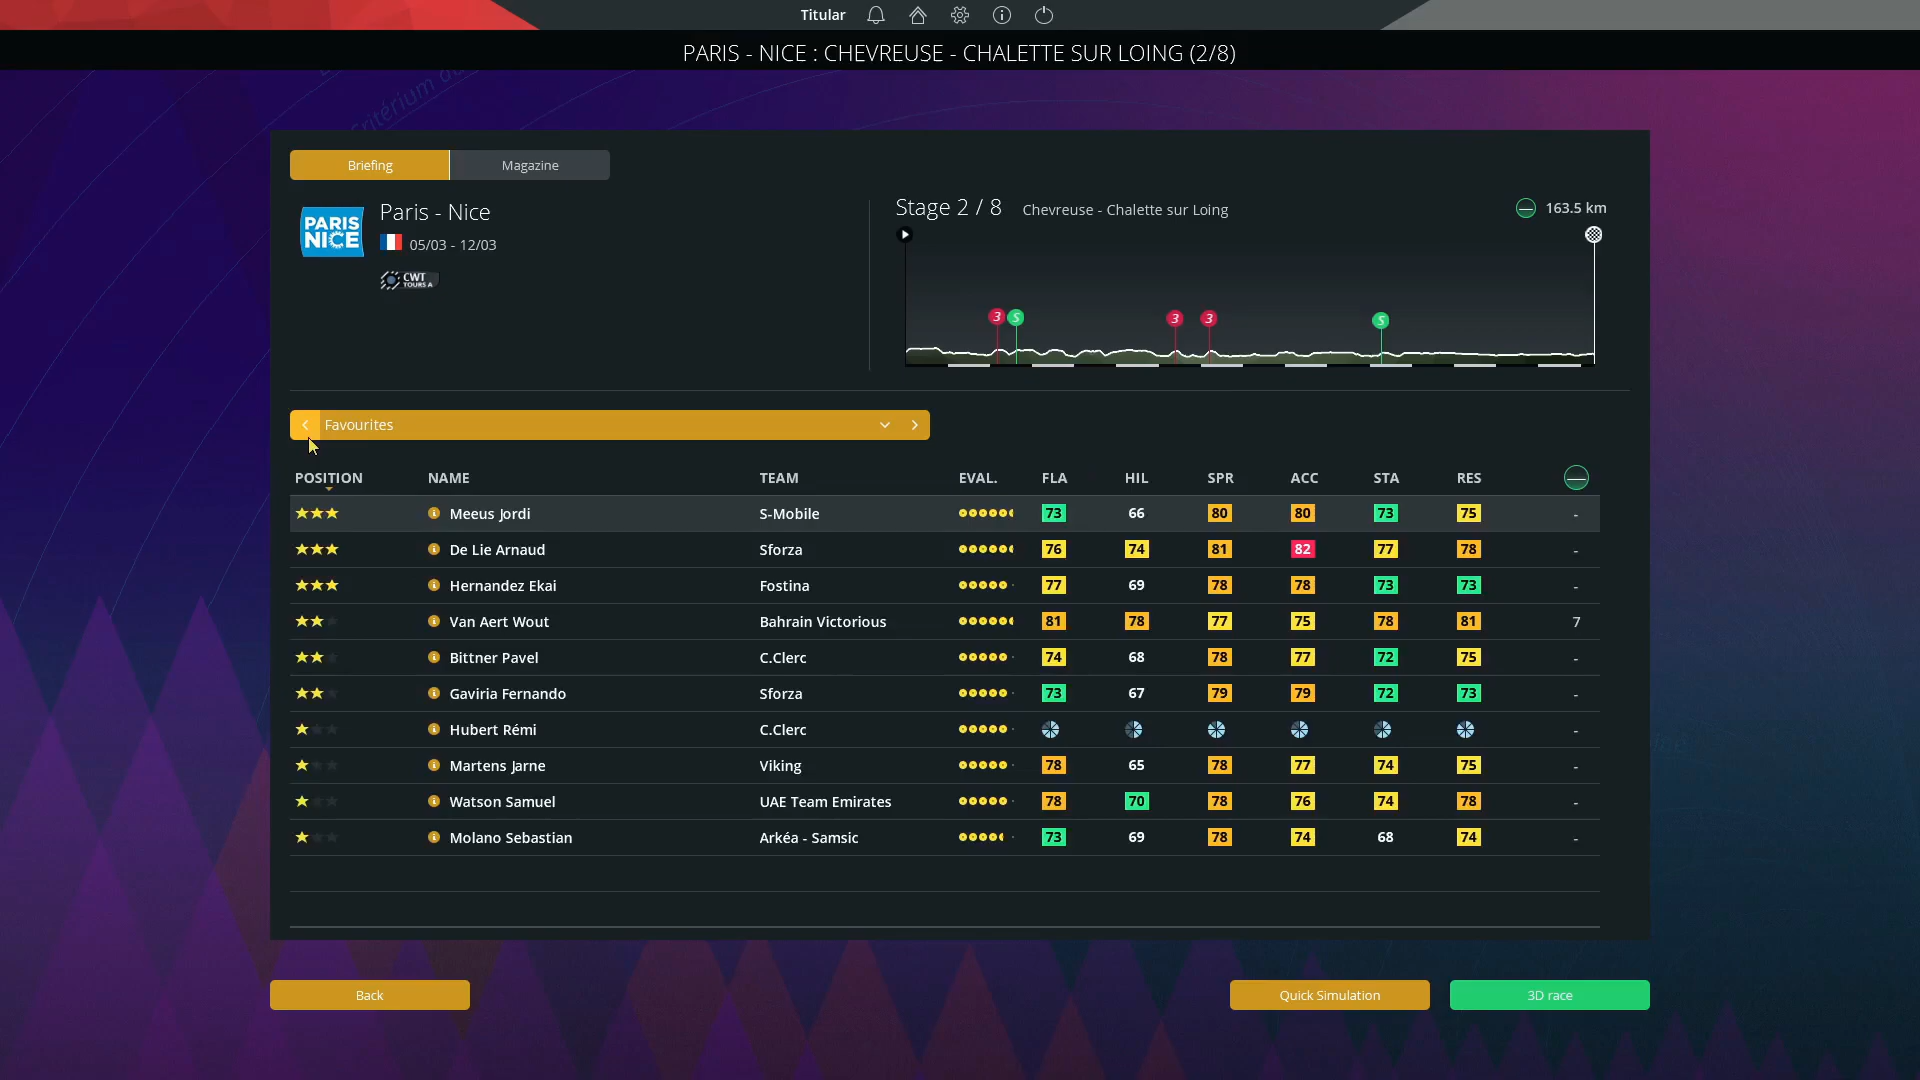 Titular
PARIS - NICE : CHEVREUSE - CHALETTE SUR LOING (2/8)
Critérium
Briefing Magazine
PARIS NICE
Paris - Nice
05/03 - 12/03
CWT TOURS A
Stage 2 / 8 Chevreuse - Chalette sur Loing 163.5 km
3 S 3 3 S
Favourites
POSITION NAME TEAM EVAL. FLA HIL SPR ACC STA RES
Meeus Jordi S-Mobile 73 66 80 80 73 75 -
De Lie Arnaud Sforza 76 74 81 82 77 78 -
Hernandez Ekai Fostina 77 69 78 78 73 73 -
Van Aert Wout Bahrain Victorious 81 78 77 75 78 81 7
Bittner Pavel C.Clerc 74 68 78 77 72 75 -
Gaviria Fernando Sforza 73 67 79 79 72 73 -
Hubert Rémi C.Clerc -
Martens Jarne Viking 78 65 78 77 74 75 -
Watson Samuel UAE Team Emirates 78 70 78 76 74 78 -
Molano Sebastian Arkéa - Samsic 73 69 78 74 68 74 -
Back Quick Simulation 3D race